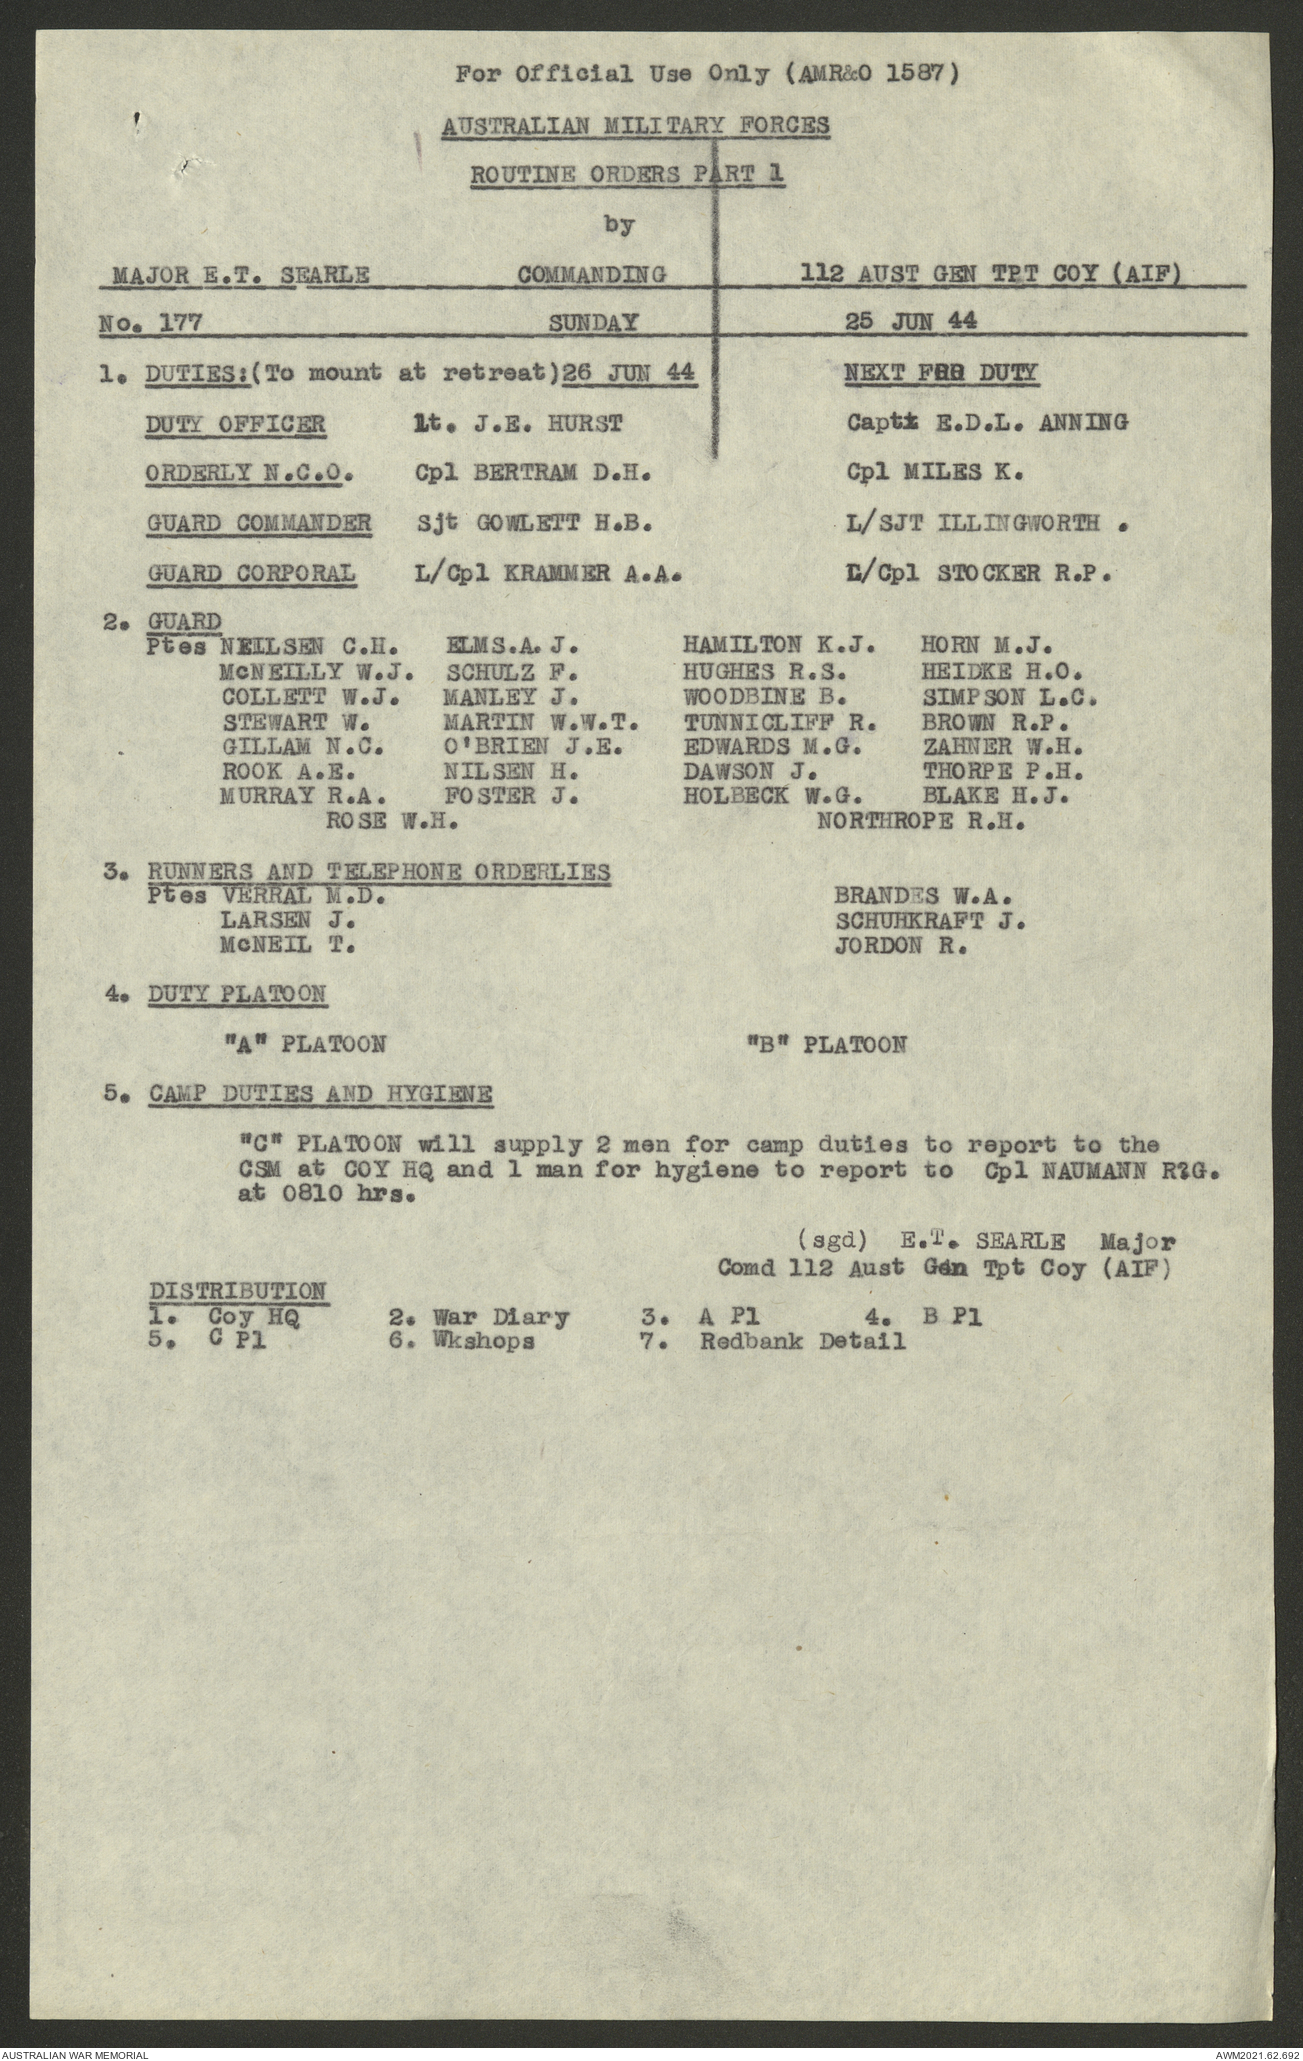 For Official Use Only (AMR&O 1587)
AUSTRALIAN MILITARY FORCES
ROUTINE ORDERS PART 1
by
MAJOR E.T. SEARLE COMMANDING 112 AUST GEN TPT COY (AIF)
No. 177 SUNDAY 25 JUN 44
1. DUTIES:(To mount at retreat)26 JUN 44 NEXT FOR DUTY
DUTY OFFICER Lt. J.E. HURST Capt E.D.L. ANNING
ORDERLY N.C.O. Cpl BERTRAM D.H. Cpl MILES K.
GUARD COMMANDER Sjt GOWLETT H.B. L/SJT ILLINGWORTH .
GUARD CORPORAL L/Cpl KRAMMER A.A. L/Cpl STOCKER R.P.
2. GUARD
Ptes NEILSEN C.H. ELMS.A.J. HAMILTON K.J. HORN M.J.
McNEILLY W.J. SCHULZ F. HUGHES R.S. HEIDKE H.O.
COLLETT W.J. MANLEY J. WOODBINE B. SIMPSON L.C.
STEWART W. MARTIN W.W.T. TUNNICLIFF R. BROWN R.P.
GILLAM N.C. O'BRIEN J.E. EDWARDS M.G. ZAHNER W.H.
ROOK A.E. NILSEN H. DAWSON J. THORPE P.H.
MURRAY R.A. FOSTER J. HOLBECK W.G. BLAKE H.J.
ROSE W.H. NORTHROPE R.H.
3. RUNNERS AND TELEPHONE ORDERLIES
Ptes VERRAL M.D. BRANDES W.A.
LARSEN J. SCHUHKRAFT J.
McNEIL T. JORDON R.
4. DUTY PLATOON
"A" PLATOON "B" PLATOON
5. CAMP DUTIES AND HYGIENE
"C" PLATOON will supply 2 men for camp duties to report to the
CSM at COY HQ and 1 man for hygiene to report to Cpl NAUMANN R?G.
at 0810 hrs.
(sgd) E.T. SEARLE Major
Comd 112 Aust Gen Tpt Coy (AIF)
DISTRIBUTION
1. Coy HQ 2. War Diary 3. A Pl 4. B Pl
5. C Pl 6. Wkshops 7. Redbank Detail
AUSTRALIAN WAR MEMORIAL AWM2021.62.692